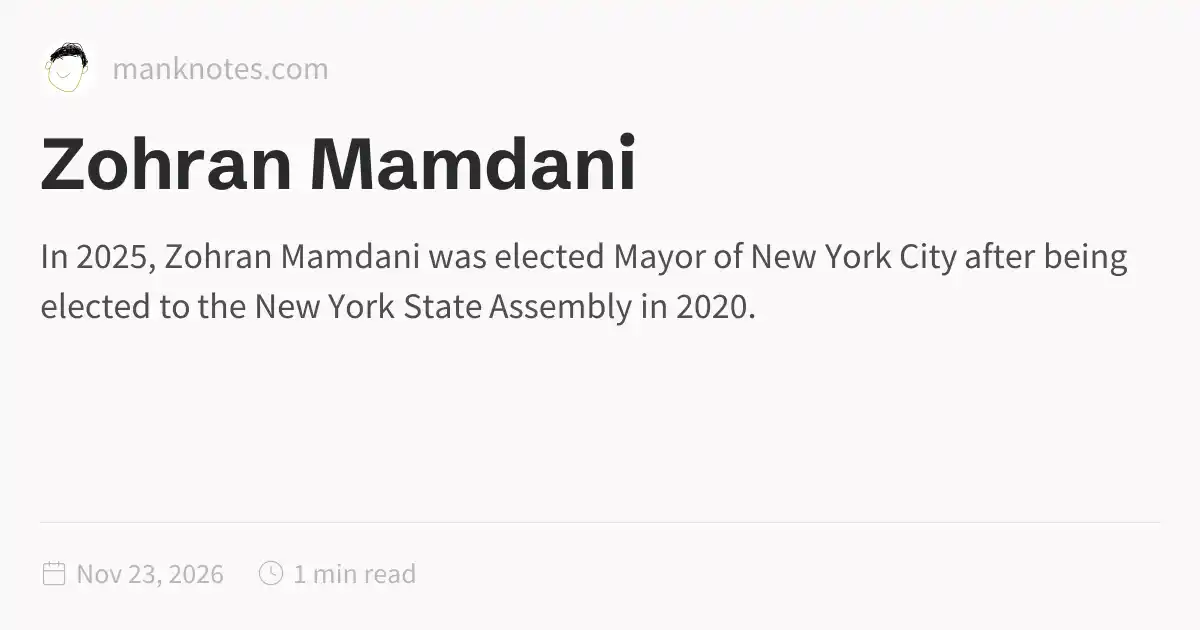 manknotes.com
Zohran Mamdani
In 2025, Zohran Mamdani was elected Mayor of New York City after being
elected to the New York State Assembly in 2020.
Nov 23, 2026 1 min read